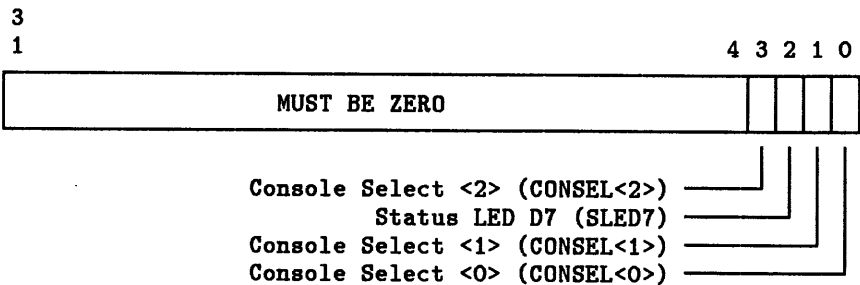 3
1 4 3 2 1 0
MUST BE ZERO
Console Select <2> (CONSEL<2>)
Status LED D7 (SLED7)
Console Select <1> (CONSEL<1>)
Console Select <0> (CONSEL<0>)